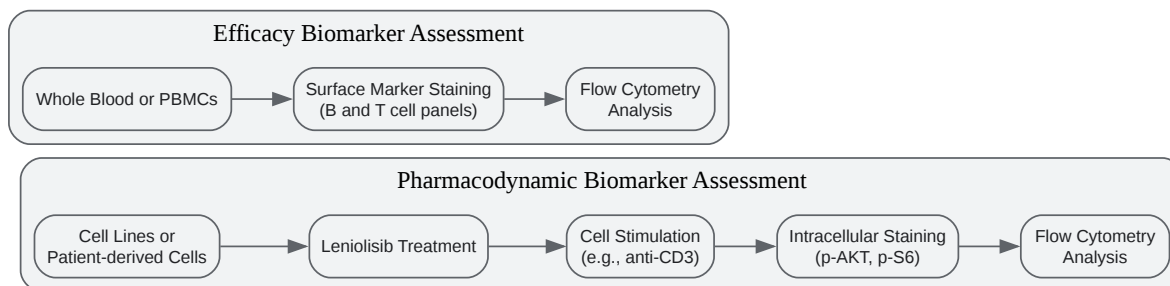 Efficacy Biomarker Assessment
Whole Blood or PBMCs
Surface Marker Staining
(B and T cell panels)
Flow Cytometry
Analysis
Pharmacodynamic Biomarker Assessment
Cell Lines or
Patient-derived Cells
Leniolisib Treatment
Cell Stimulation
(e.g., anti-CD3)
Intracellular Staining
(p-AKT, p-S6)
Flow Cytometry
Analysis